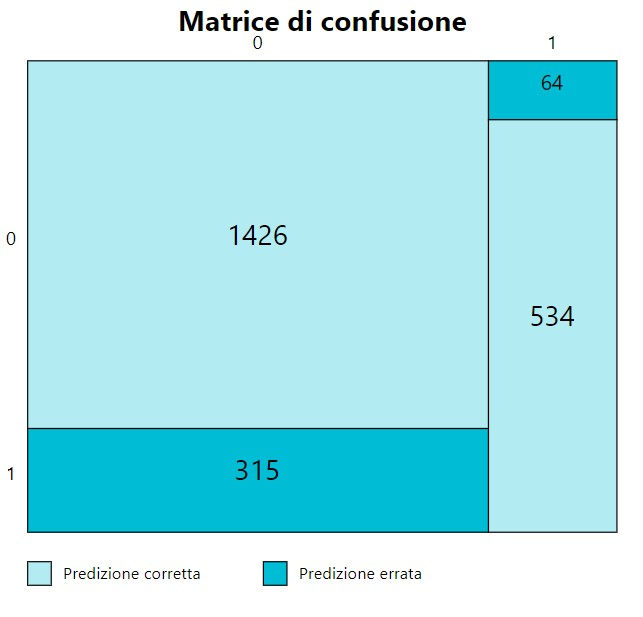 Matrice di confusione
0 1
64
0 1426
534
1 315
Predizione corretta Predizione errata